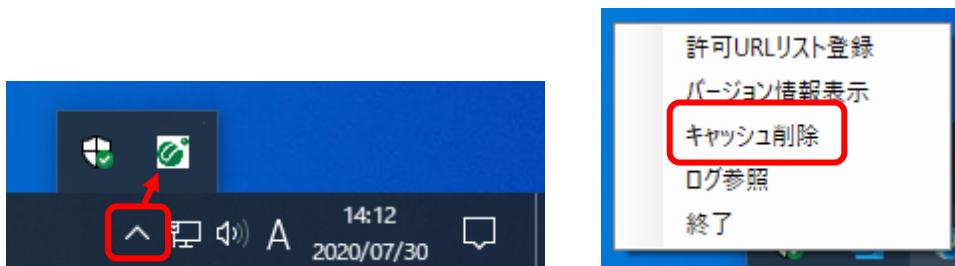 A
14:12
2020/07/30
許可URLリスト登録
バージョン情報表示
キャッシュ削除
ログ参照
終了